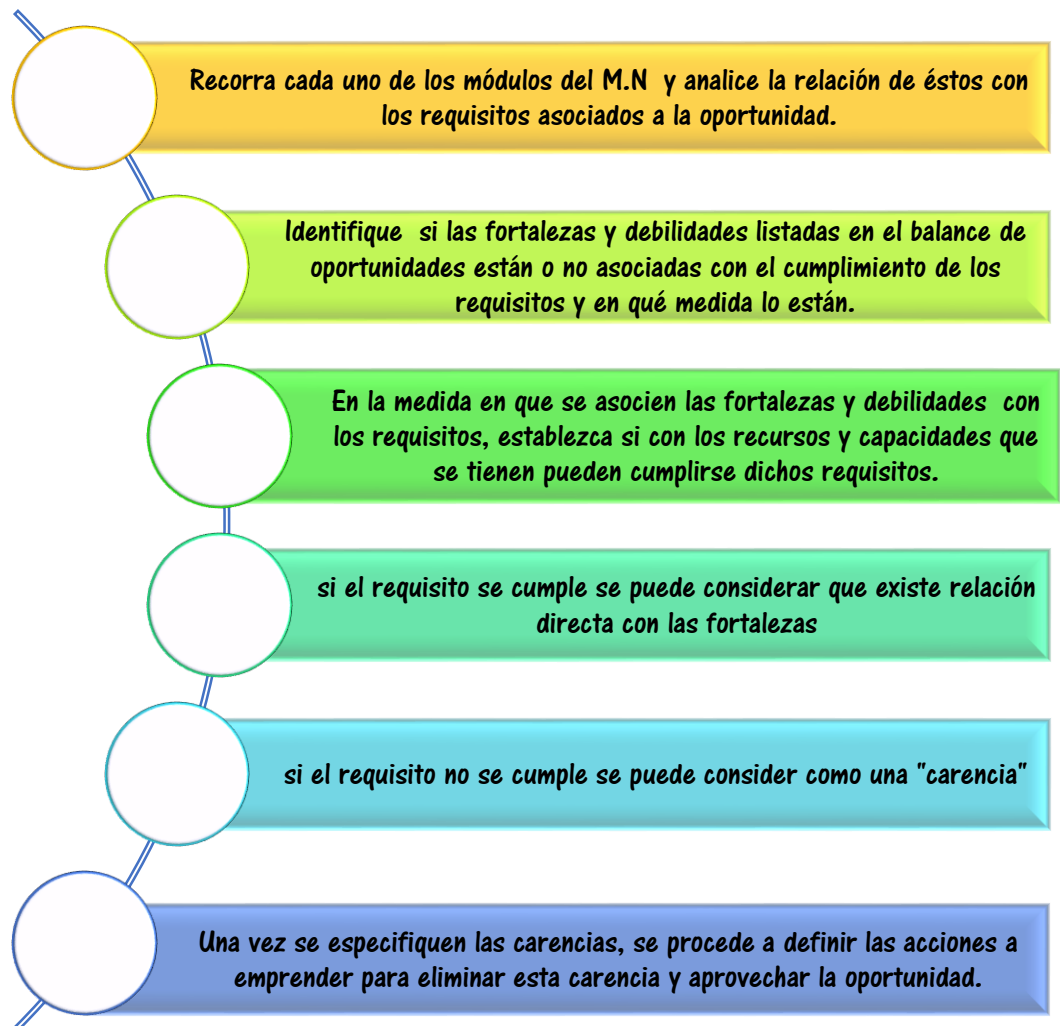 Recorra cada uno de los módulos del M.N y analice la relación de éstos con
los requisitos asociados a la oportunidad.
Identifique si las fortalezas y debilidades listadas en el balance de
oportunidades están o no asociadas con el cumplimiento de los
requisitos y en qué medida lo están.
En la medida en que se asocien las fortalezas y debilidades con
los requisitos, establezca si con los recursos y capacidades que
se tienen pueden cumplirse dichos requisitos.
si el requisito se cumple se puede considerar que existe relación
directa con las fortalezas
si el requisito no se cumple se puede consider como una "carencia"
Una vez se especifiquen las carencias, se procede a definir las acciones a
emprender para eliminar esta carencia y aprovechar la oportunidad.